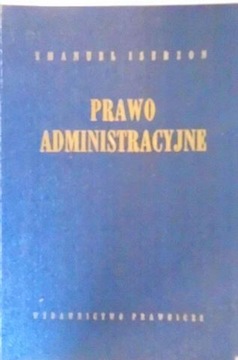 EMANUEL ISERZON
PRAWO
ADMINISTRACYJNE
WYDAWNICTWO PRAWNICZE